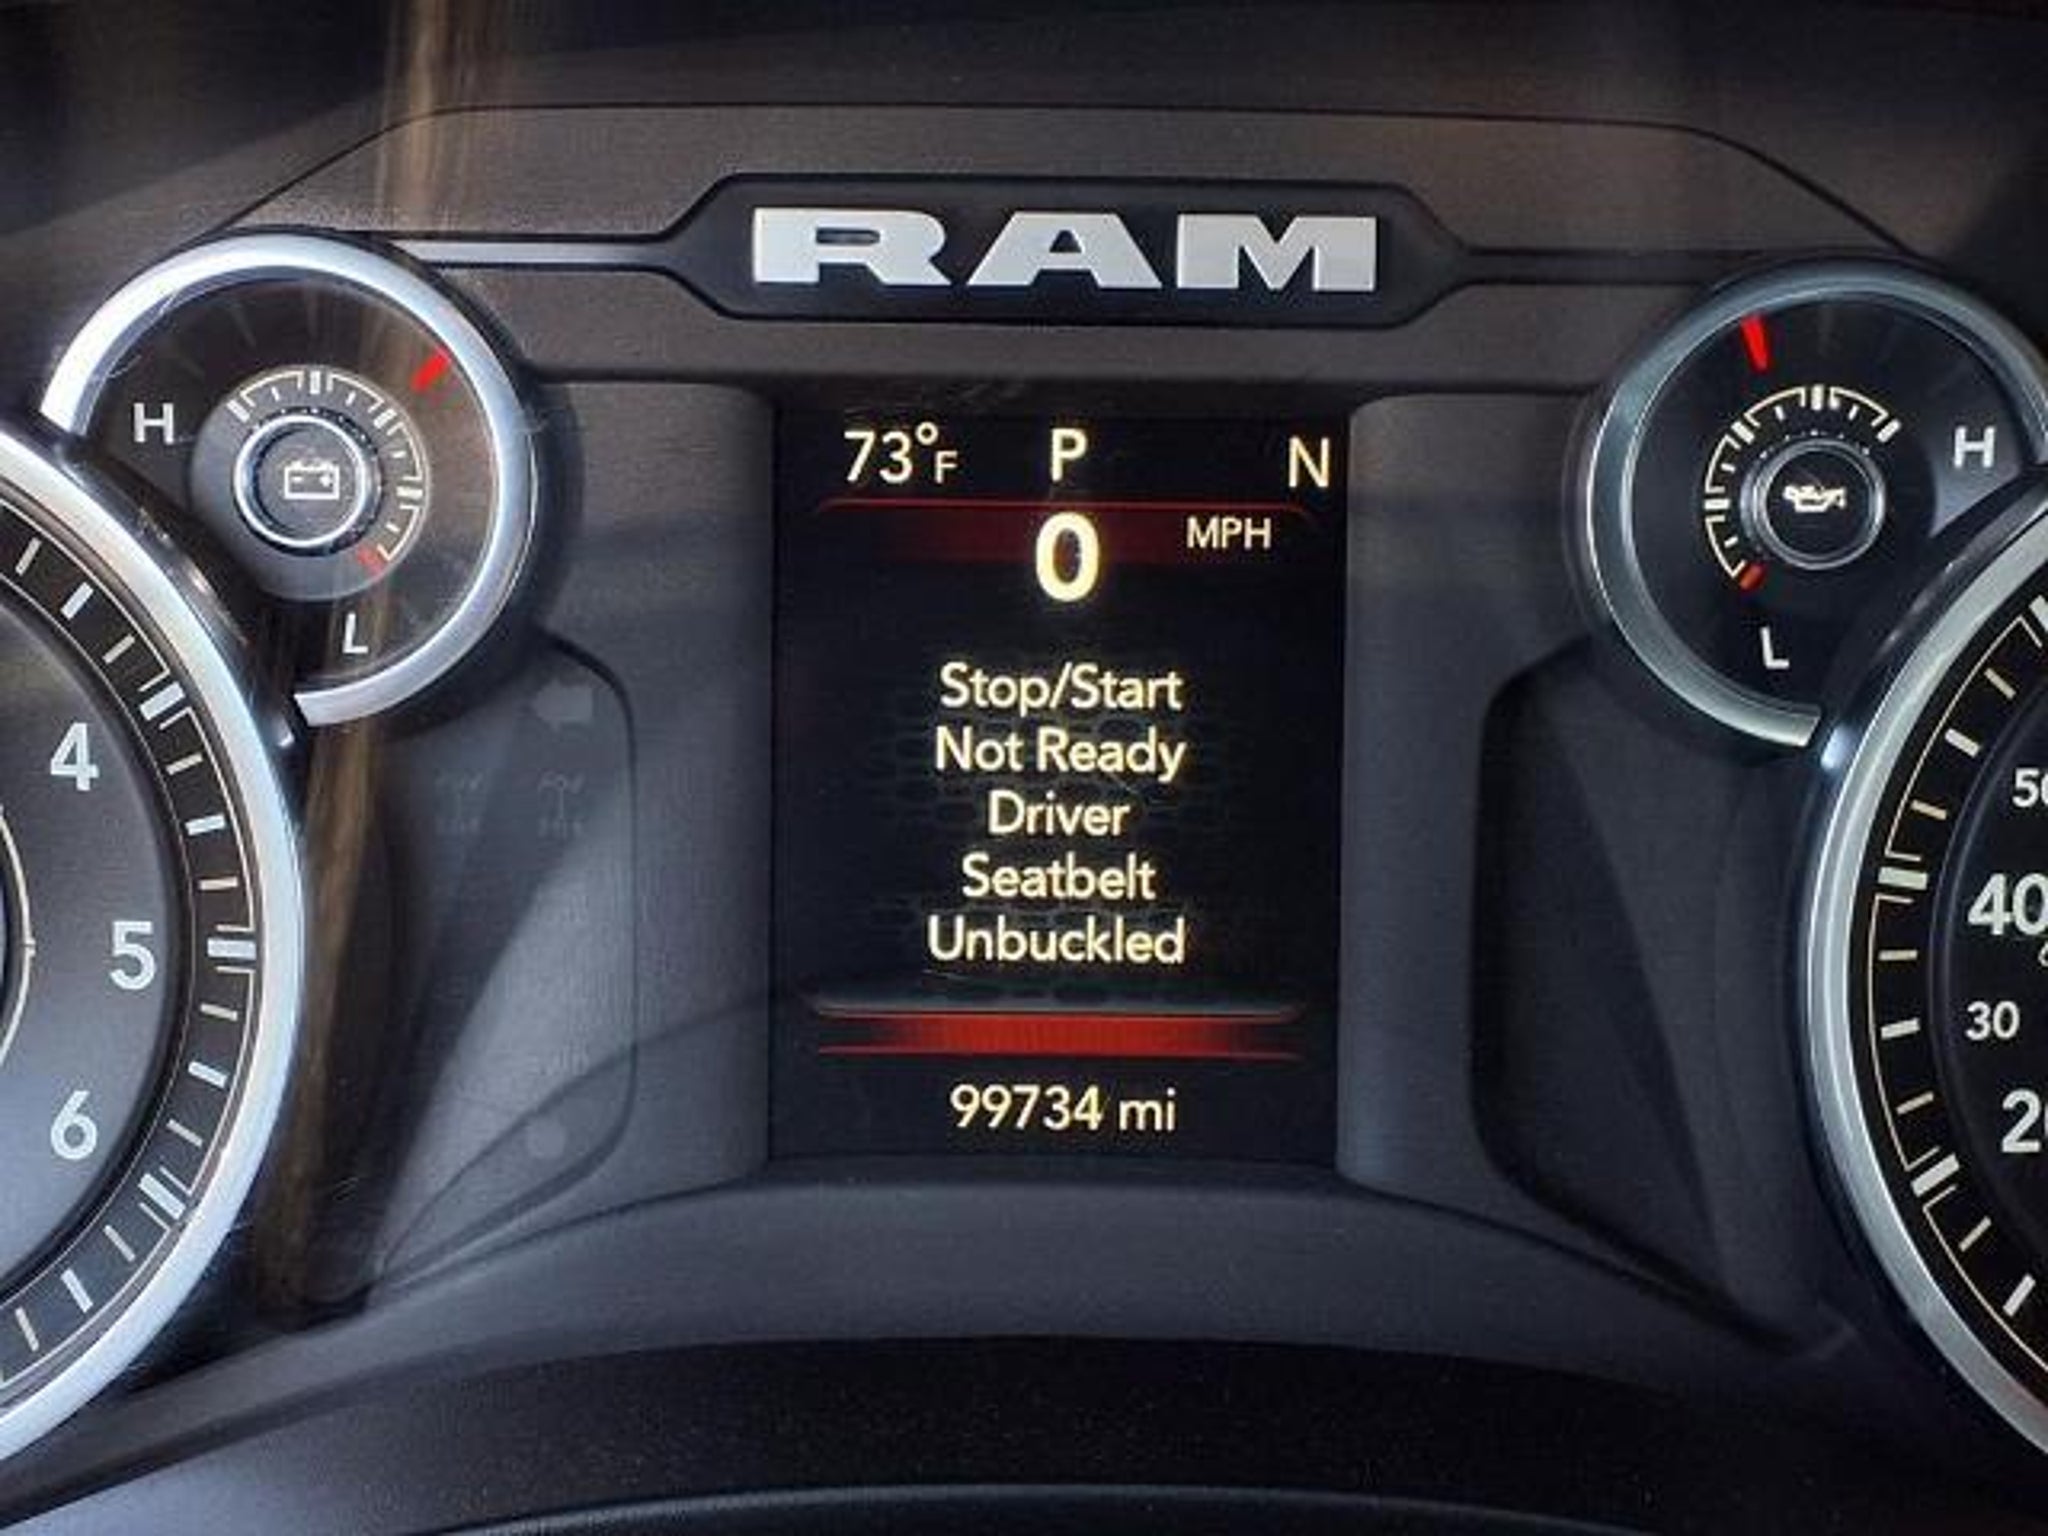 RAM
H
L
H
L
73°F P N
0 MPH
Stop/Start
Not Ready
Driver
Seatbelt
Unbuckled
99734 mi
4
5
6
40
30